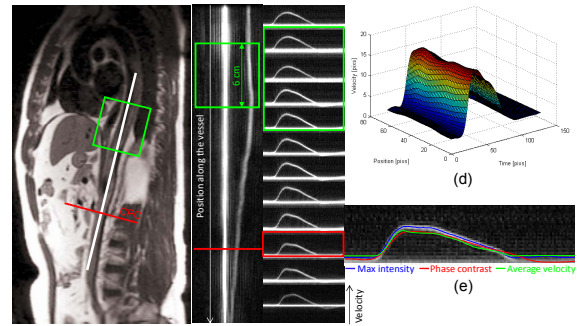 6 cm
Position along the vessel
Velocity
Velocity [pixs]
20
15
10
5
0
80
60
40
20
0
Position [pixs]
0
50
100
150
Time [pixs]
(d)
Max intensity
Phase contrast
Average velocity
(e)